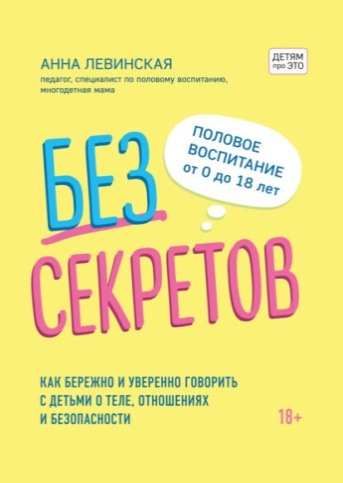 АННА ЛЕВИНСКАЯ
педагог, специалист по половому воспитанию,
многодетная мама
ДЕТЯМ
про ЭТО
ПОЛОВОЕ
ВОСПИТАНИЕ
от 0 до 18 лет
БЕЗ
СЕКРЕТОВ
КАК БЕРЕЖНО И УВЕРЕННО ГОВОРИТЬ
С ДЕТЬМИ О ТЕЛЕ, ОТНОШЕНИЯХ
И БЕЗОПАСНОСТИ
18+